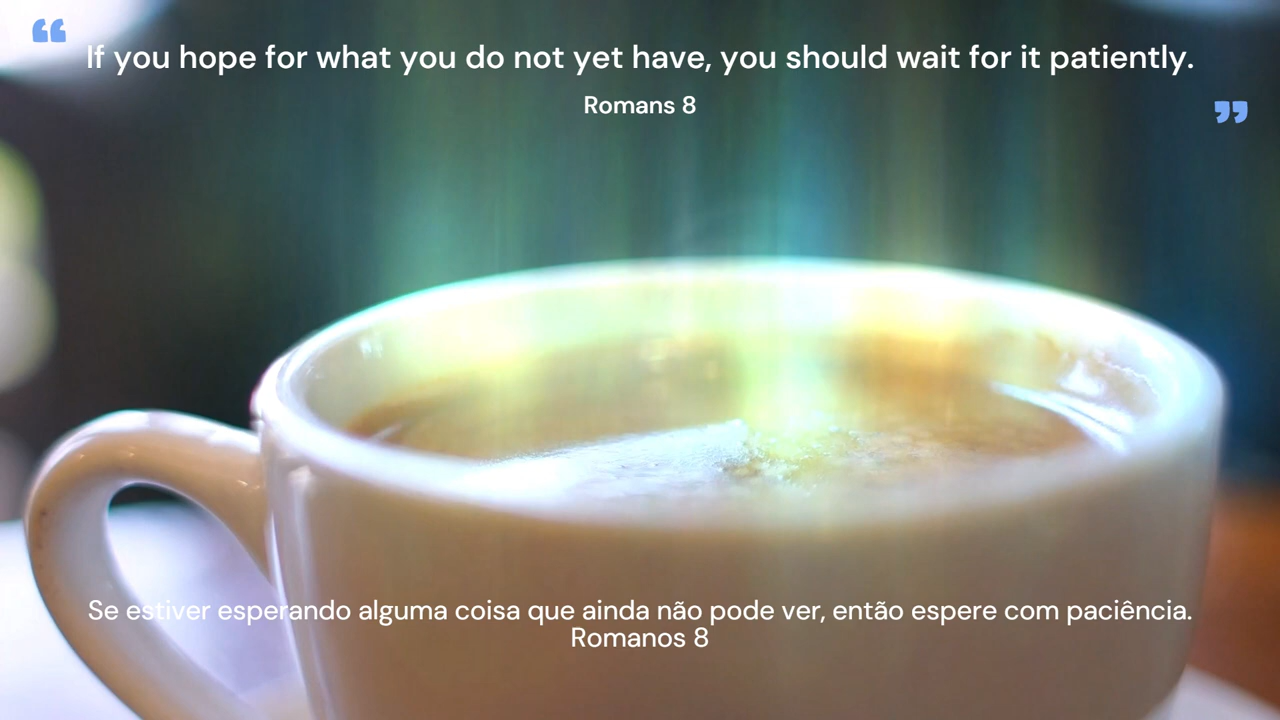 “
If you hope for what you do not yet have, you should wait for it patiently.
Romans 8
”
Se estiver esperando alguma coisa que ainda não pode ver, então espere com paciência.
Romanos 8